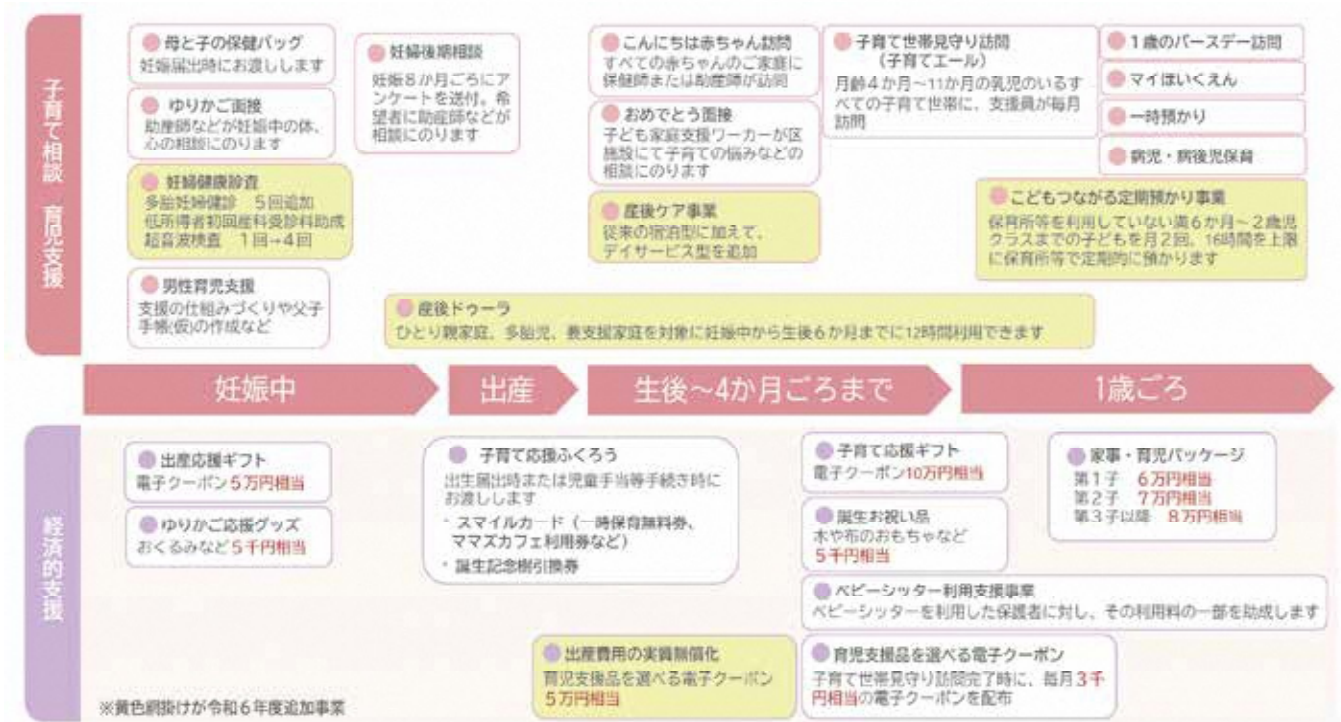 子育て相談 育児支援
母と子の保健バッグ
妊娠届出時にお渡しします
ゆりかご面接
助産師などが妊娠中の体、
心の相談にのります
妊婦健康診査
多胎妊婦健診 5回追加
低所得者初回産科受診料助成
超音波検査 1回→4回
男性育児支援
支援の仕組みづくりや父子
手帳(仮)の作成など
妊婦後期相談
妊娠8か月ごろにア
ンケートを送付。希
望者に助産師などが
相談にのります
こんにちは赤ちゃん訪問
すべての赤ちゃんのご家庭に
保健師または助産師が訪問
おめでとう面接
子ども家庭支援ワーカーが区
施設にて子育ての悩みなどの
相談にのります
産後ケア事業
従来の宿泊型に加えて、
デイサービス型を追加
子育て世帯見守り訪問
(子育てエール)
月齢4か月~11か月の乳児のいるす
べての子育て世帯に、支援員が毎月
訪問
1歳のバースデー訪問
マイほいくえん
一時預かり
病児・病後児保育
こどもつながる定期預かり事業
保育所等を利用していない満6か月~2歳児
クラスまでの子どもを月2回、16時間を上限
に保育所等で定期的に預かります
産後ドゥーラ
ひとり親家庭、多胎児、要支援家庭を対象に妊娠中から生後6か月までに12時間利用できます
妊娠中
出産
生後~4か月ごろまで
1歳ごろ
経済的支援
出産応援ギフト
電子クーポン5万円相当
ゆりかご応援グッズ
おくるみなど5千円相当
子育て応援ふくろう
出生届出時または児童手当等手続き時に
お渡しします
・スマイルカード(一時保育無料券、
ママズカフェ利用券など)
・誕生記念樹引換券
子育て応援ギフト
電子クーポン10万円相当
誕生お祝い品
木や布のおもちゃなど
5千円相当
家事・育児パッケージ
第1子 6万円相当
第2子 7万円相当
第3子以降 8万円相当
ベビーシッター利用支援事業
ベビーシッターを利用した保護者に対し、その利用料の一部を助成します
出産費用の実質無償化
育児支援品を選べる電子クーポン
5万円相当
育児支援品を選べる電子クーポン
子育て世帯見守り訪問完了時に、毎月3千
円相当の電子クーポンを配布
※黄色網掛けが令和6年度追加事業